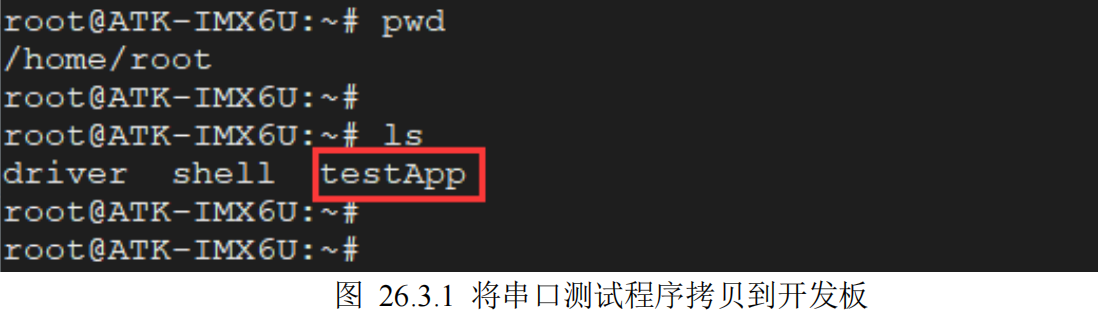 root@ATK-IMX6U:~# pwd
/home/root
root@ATK-IMX6U:~#
root@ATK-IMX6U:~# ls
driver  shell  testApp
root@ATK-IMX6U:~#
root@ATK-IMX6U:~#
图 26.3.1 将串口测试程序拷贝到开发板